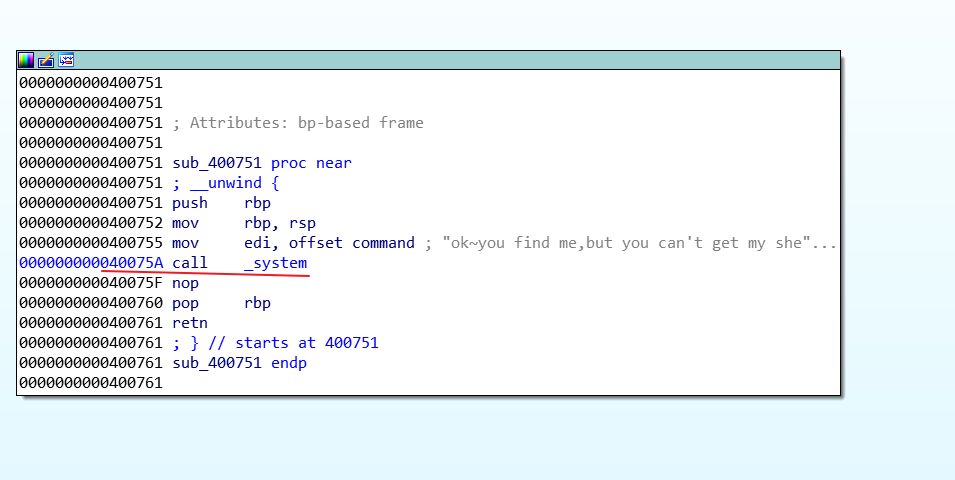 0000000000400751
0000000000400751
0000000000400751 ; Attributes: bp-based frame
0000000000400751
0000000000400751 sub_400751 proc near
0000000000400751 ; __unwind {
0000000000400751 push    rbp
0000000000400752 mov     rbp, rsp
0000000000400755 mov     edi, offset command ; "ok~you find me,but you can't get my she"...
000000000040075A call    _system
000000000040075F nop
0000000000400760 pop     rbp
0000000000400761 retn
0000000000400761 ; } // starts at 400751
0000000000400761 sub_400751 endp
0000000000400761